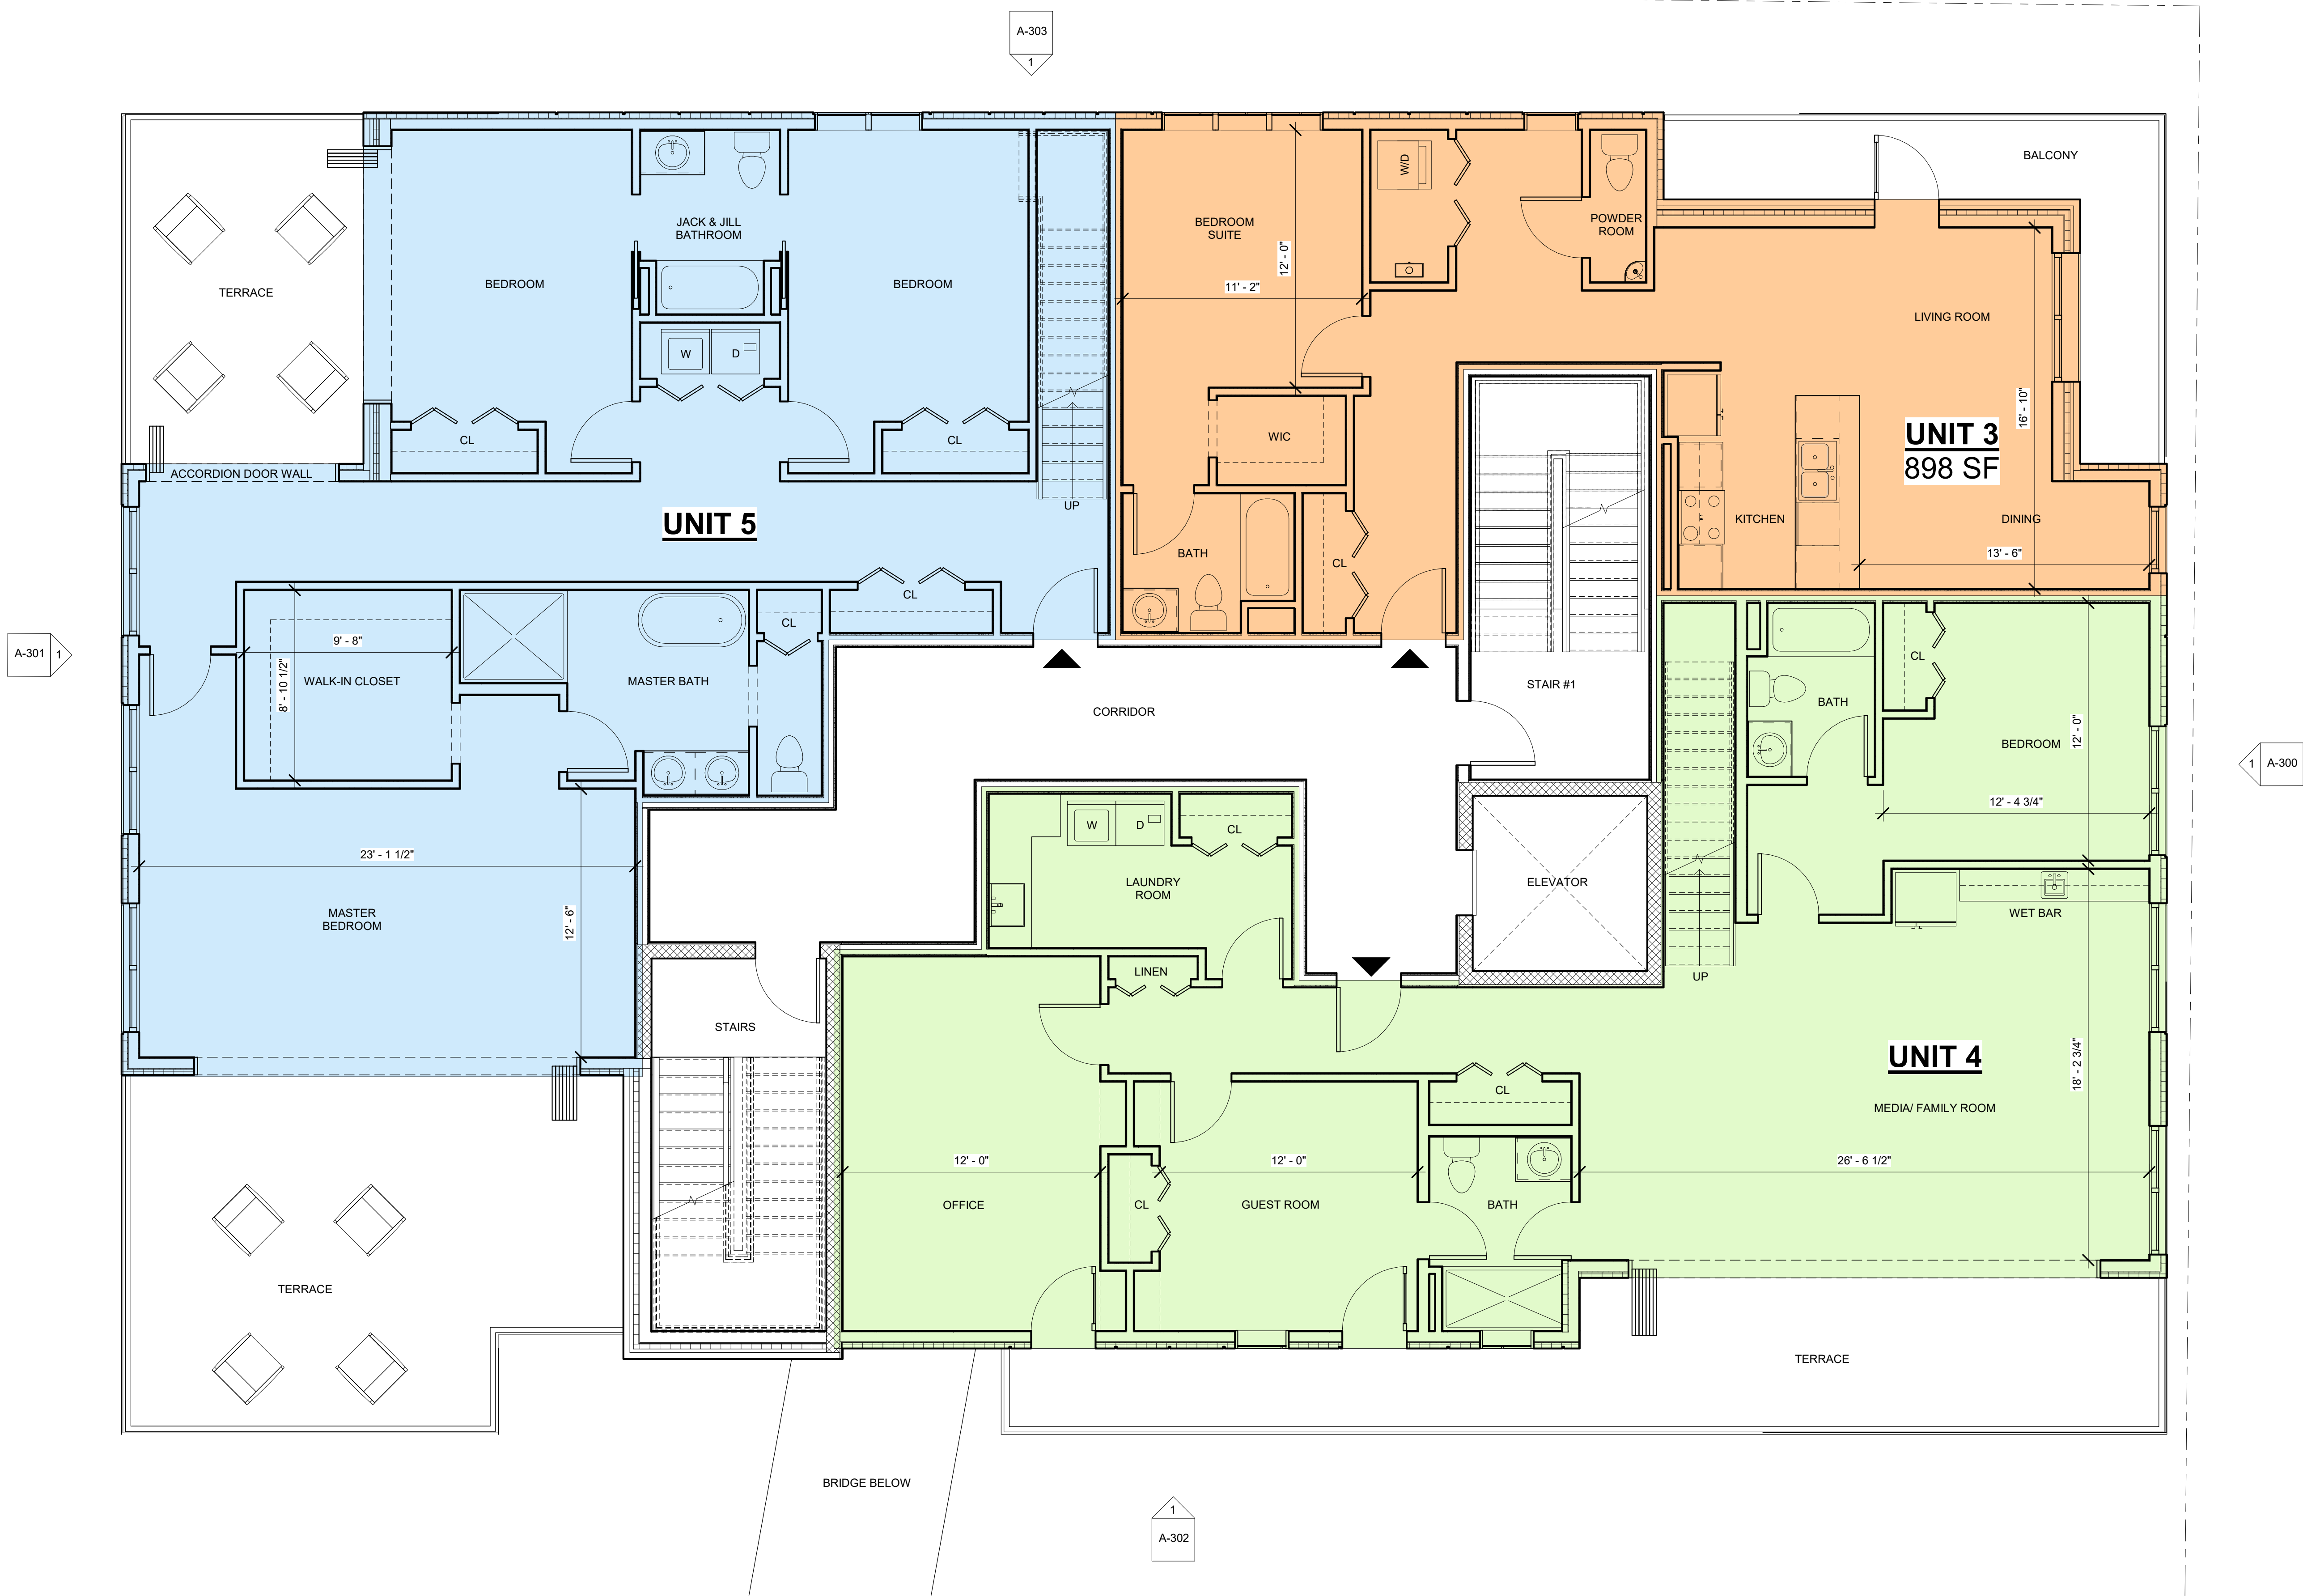 A-303
1
BALCONY
JACK & JILL
BATHROOM
BEDROOM
SUITE
12' - 0"
W/D
POWDER
ROOM
TERRACE
BEDROOM
BEDROOM
11' - 2"
LIVING ROOM
W
D
CL
CL
WIC
16' - 10"
UNIT 3
898 SF
ACCORDION DOOR WALL
UNIT 5
UP
KITCHEN
DINING
BATH
CL
13' - 6"
CL
CL
A-301
1
9' - 8"
8' - 10 1/2"
WALK-IN CLOSET
MASTER BATH
CORRIDOR
STAIR #1
CL
BATH
BEDROOM
12' - 0"
1
A-300
12' - 4 3/4"
W
D
CL
23' - 1 1/2"
LAUNDRY
ROOM
ELEVATOR
MASTER
BEDROOM
12' - 6"
WET BAR
LINEN
UP
STAIRS
UNIT 4
18' - 2 3/4"
CL
MEDIA/ FAMILY ROOM
12' - 0"
12' - 0"
26' - 6 1/2"
OFFICE
CL
GUEST ROOM
BATH
TERRACE
TERRACE
BRIDGE BELOW
1
A-302